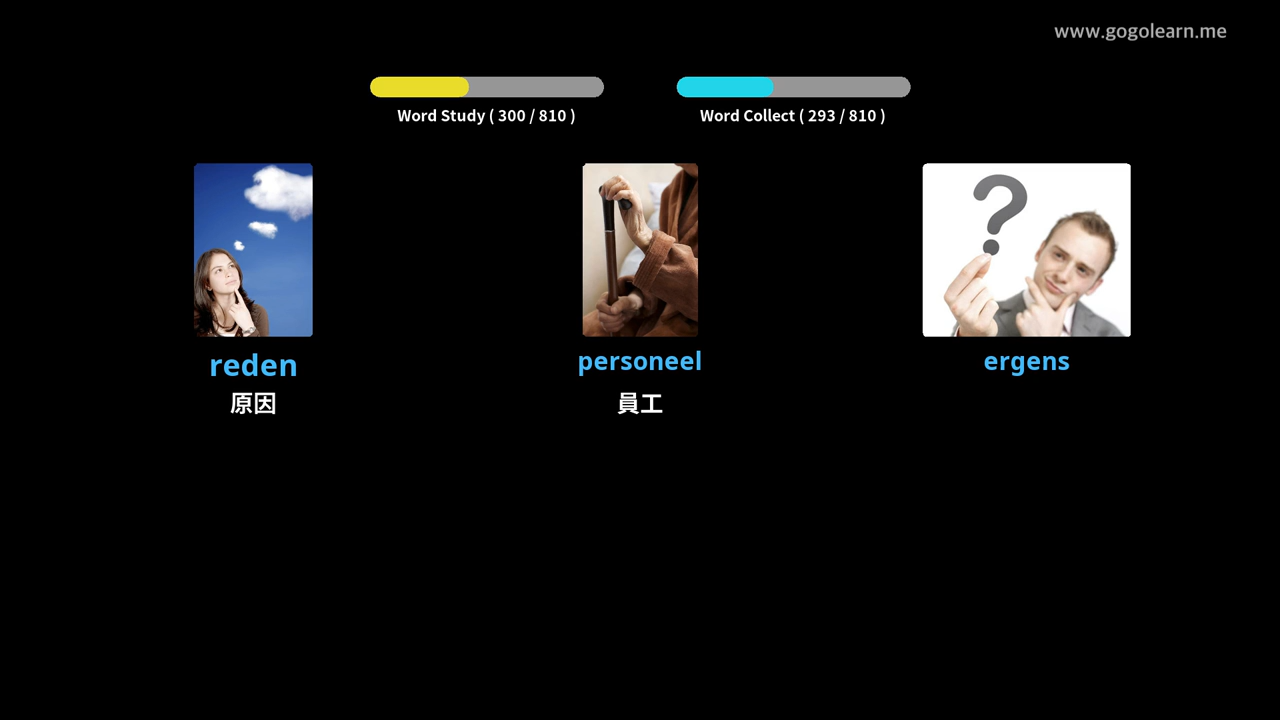 www.gogolearn.me
Word Study ( 300 / 810 )
Word Collect ( 293 / 810 )
reden
personeel
ergens
原因
員工